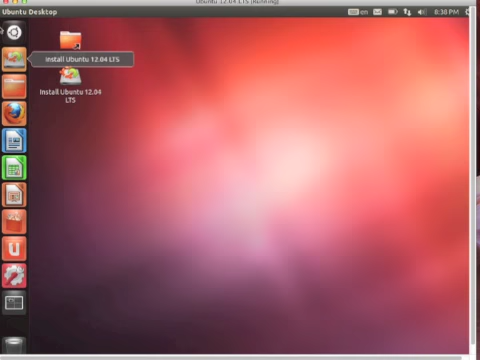 Ubuntu 12.04 LTS [Running]
Ubuntu Desktop
en
8:38 PM
Install Ubuntu 12.04 LTS
Install Ubuntu 12.04
LTS